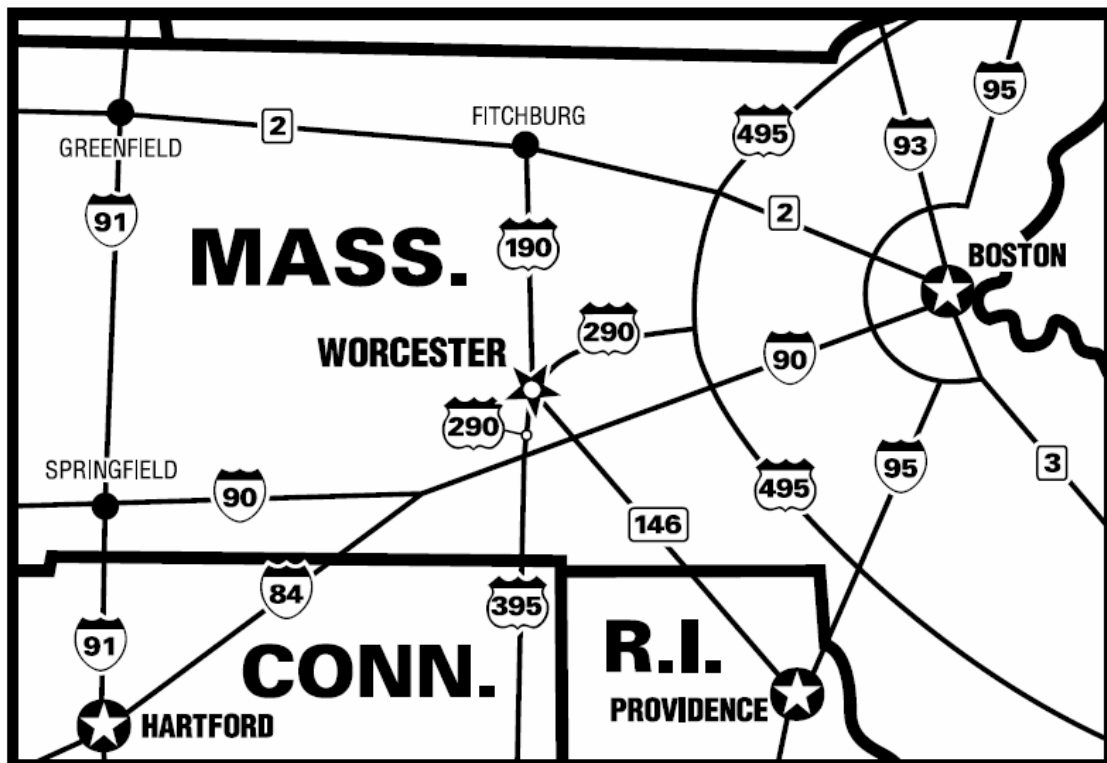 95
495
FITCHBURG
2
93
GREENFIELD
91
2
190
MASS.
BOSTON
290
WORCESTER
90
290
SPRINGFIELD
95
3
90
495
146
84
395
91
R.I.
CONN.
PROVIDENCE
HARTFORD